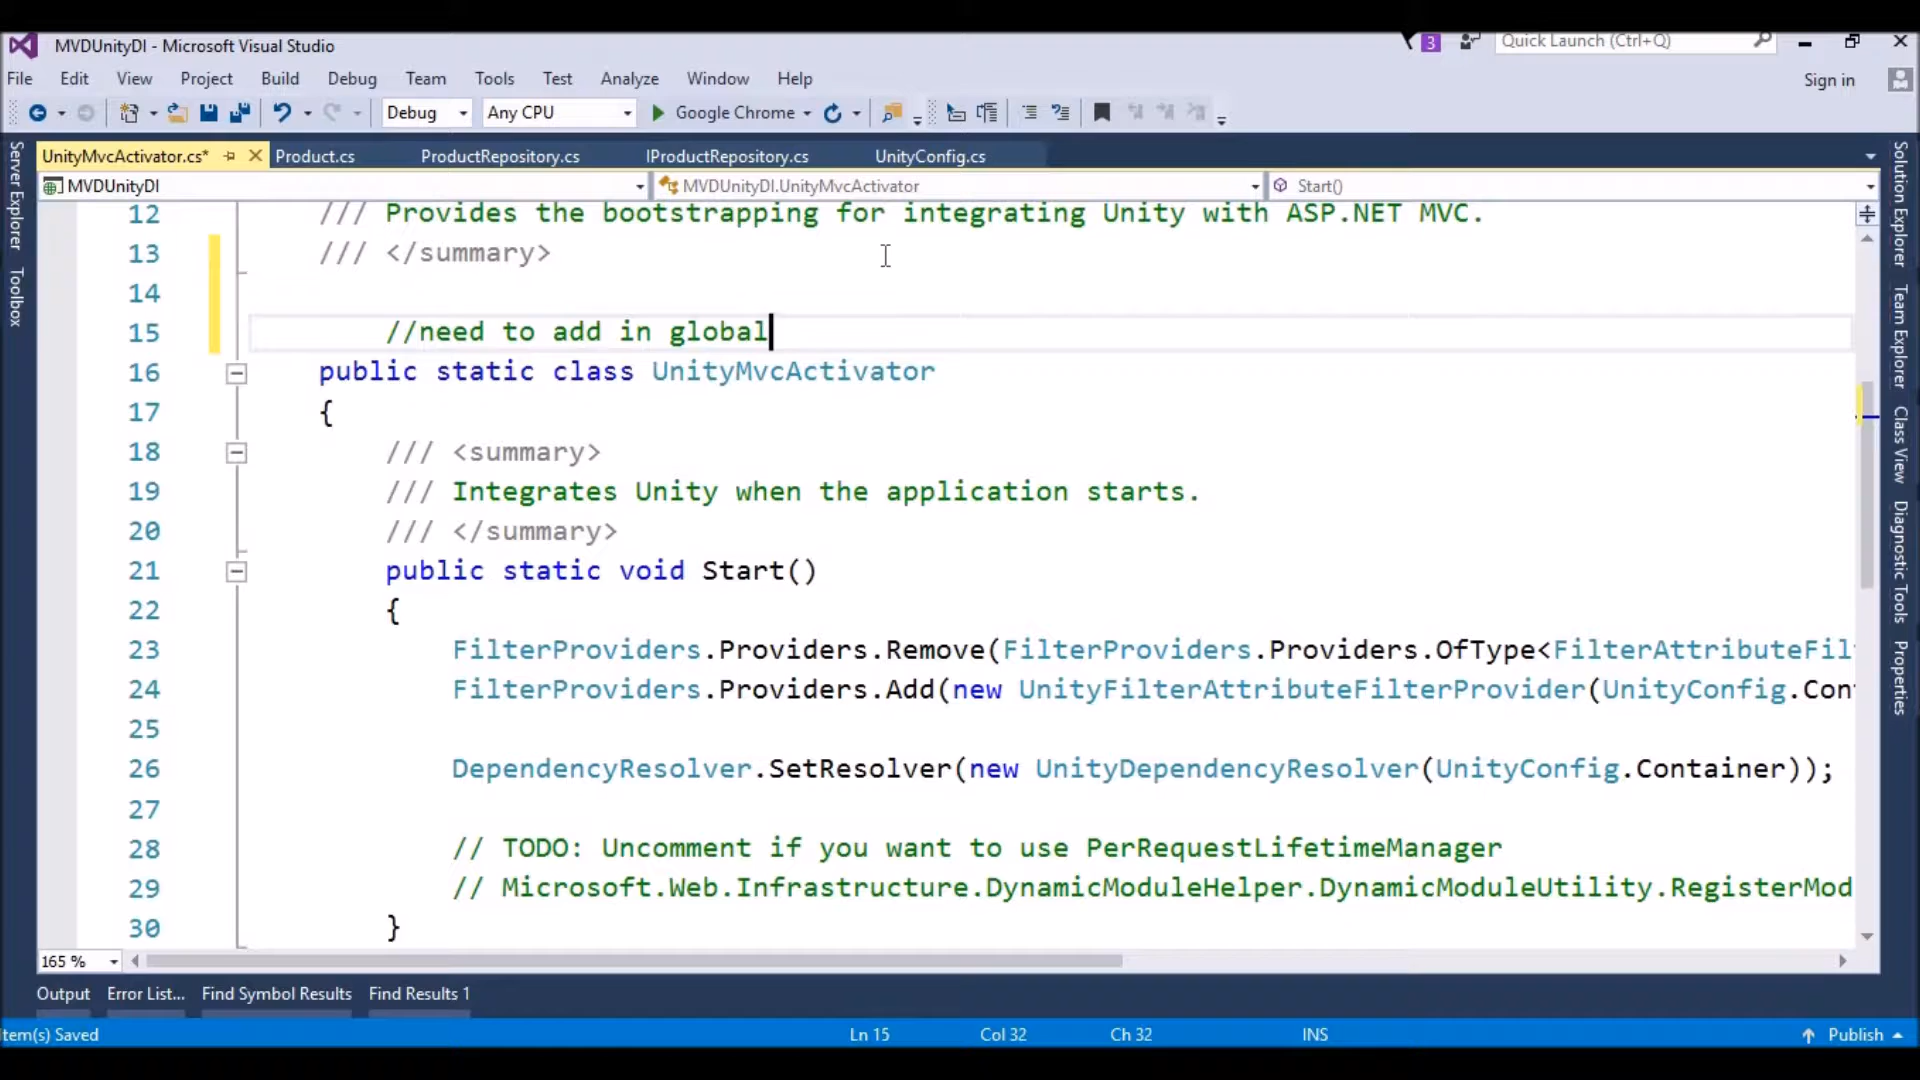 MVDUnityDI - Microsoft Visual Studio
3
Quick Launch (Ctrl+Q)
File Edit View Project Build Debug Team Tools Test Analyze Window Help
Sign in
Debug Any CPU Google Chrome
UnityMvcActivator.cs* Product.cs ProductRepository.cs IProductRepository.cs UnityConfig.cs
MVDUnityDI MVDUnityDI.UnityMvcActivator Start()
12 /// Provides the bootstrapping for integrating Unity with ASP.NET MVC.
13 /// </summary>
14
15 //need to add in global
16 public static class UnityMvcActivator
17 {
18 /// <summary>
19 /// Integrates Unity when the application starts.
20 /// </summary>
21 public static void Start()
22 {
23 FilterProviders.Providers.Remove(FilterProviders.Providers.OfType<FilterAttributeFil
24 FilterProviders.Providers.Add(new UnityFilterAttributeFilterProvider(UnityConfig.Con
25
26 DependencyResolver.SetResolver(new UnityDependencyResolver(UnityConfig.Container));
27
28 // TODO: Uncomment if you want to use PerRequestLifetimeManager
29 // Microsoft.Web.Infrastructure.DynamicModuleHelper.DynamicModuleUtility.RegisterMod
30 }
165 %
Server Explorer
Toolbox
Solution Explorer
Team Explorer
Class View
Diagnostic Tools
Properties
Output Error List... Find Symbol Results Find Results 1
tem(s) Saved Ln 15 Col 32 Ch 32 INS Publish